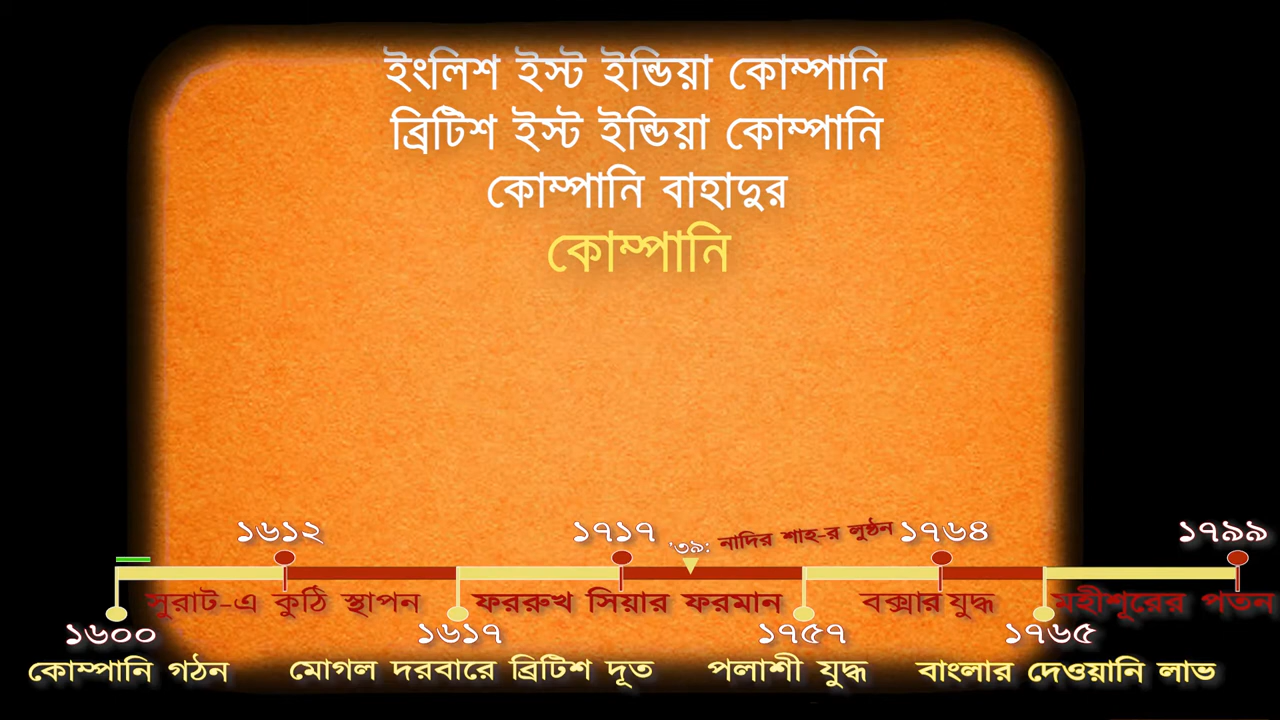 ইংলিশ ইস্ট ইন্ডিয়া কোম্পানি
ব্রিটিশ ইস্ট ইন্ডিয়া কোম্পানি
কোম্পানি বাহাদুর
কোম্পানি
১৬১২
১৭১৭
'৩৯: নাদির শাহ-র লুণ্ঠন
১৭৬৪
১৭৯৯
সুরাট-এ কুঠি স্থাপন
ফররুখ সিয়ার ফরমান
বক্সার যুদ্ধ
মহীশূরের পতন
১৬০০
১৬১৭
১৭৫৭
১৭৬৫
কোম্পানি গঠন
মোগল দরবারে ব্রিটিশ দূত
পলাশী যুদ্ধ
বাংলার দেওয়ানি লাভ